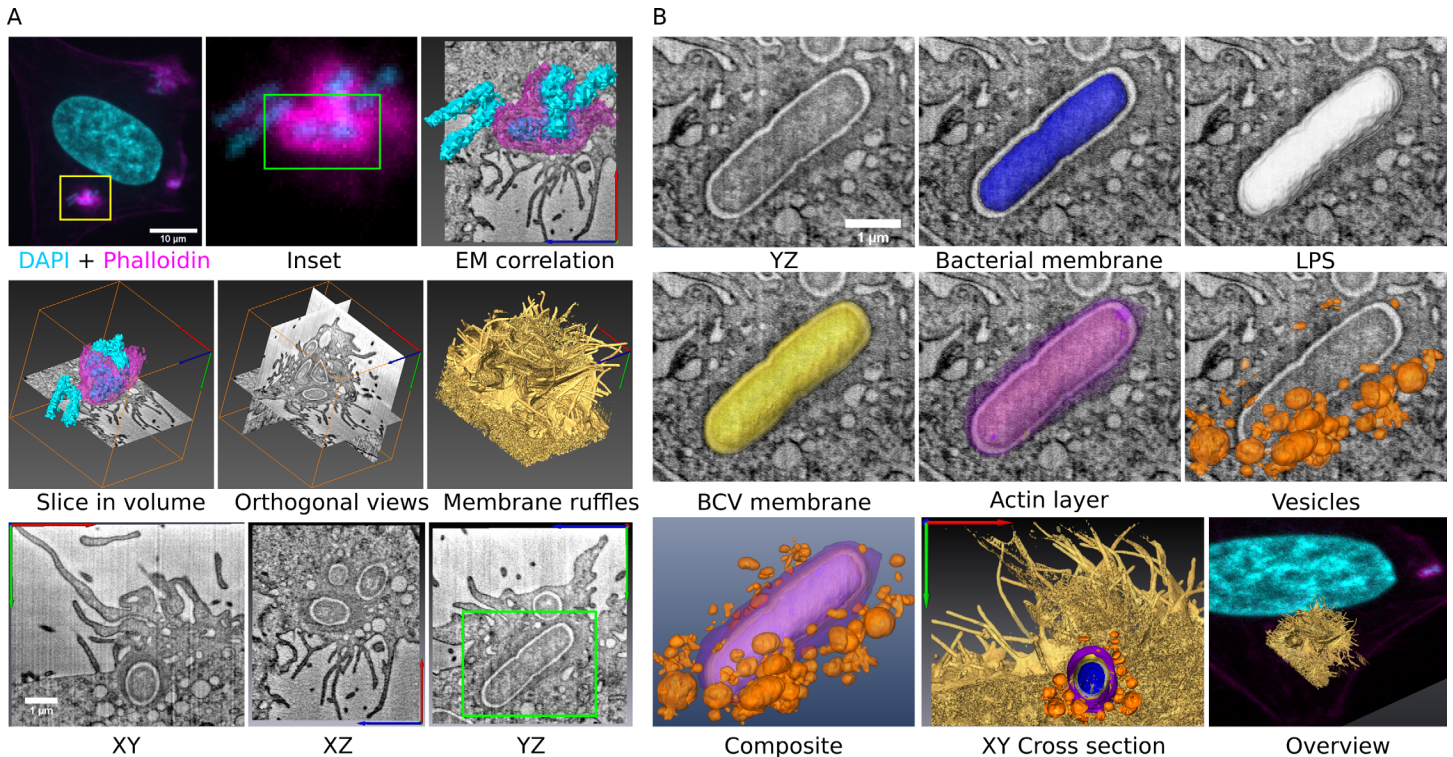 A
B
10 µm
DAPI + Phalloidin
Inset
EM correlation
1 µm
YZ
Bacterial membrane
LPS
Slice in volume
Orthogonal views
Membrane ruffles
BCV membrane
Actin layer
Vesicles
1 µm
XY
XZ
YZ
Composite
XY Cross section
Overview